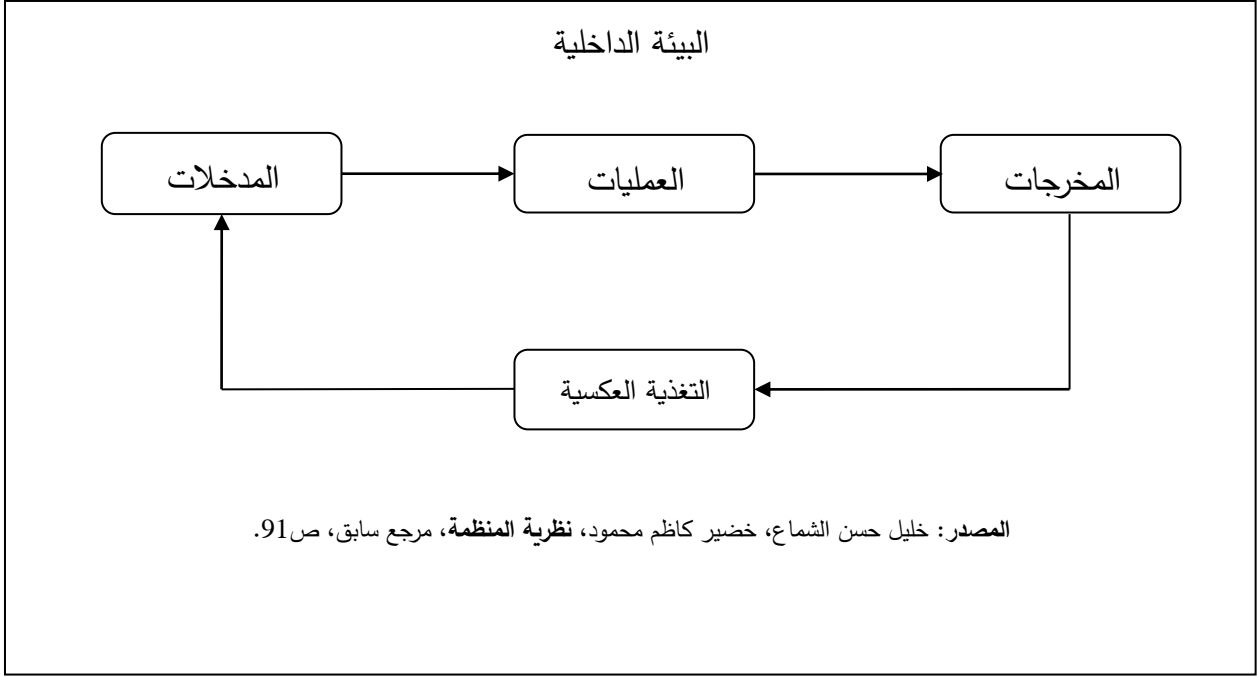 البيئة الداخلية
المدخلات
العمليات
المخرجات
التغذية العكسية
المصدر: خليل حسن الشماع، خضير كاظم محمود، نظرية المنظمة، مرجع سابق، ص91.